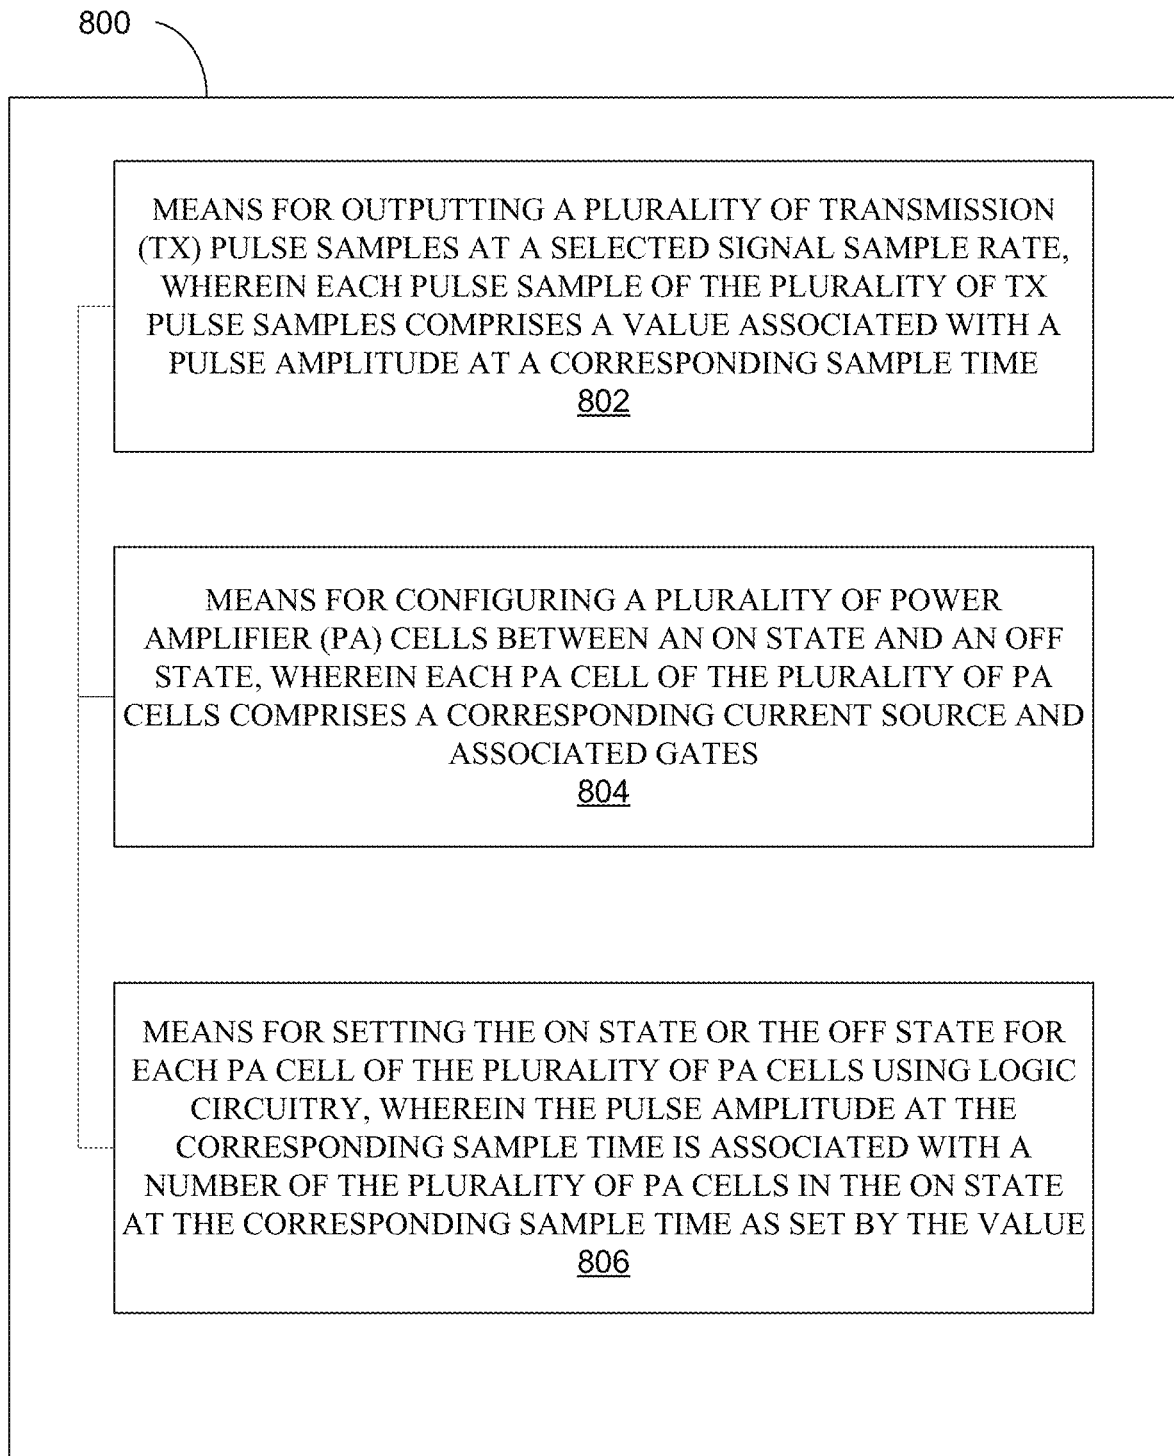 800
MEANS FOR OUTPUTTING A PLURALITY OF TRANSMISSION
(TX) PULSE SAMPLES AT A SELECTED SIGNAL SAMPLE RATE,
WHEREIN EACH PULSE SAMPLE OF THE PLURALITY OF TX
PULSE SAMPLES COMPRISES A VALUE ASSOCIATED WITH A
PULSE AMPLITUDE AT A CORRESPONDING SAMPLE TIME
802
MEANS FOR CONFIGURING A PLURALITY OF POWER
AMPLIFIER (PA) CELLS BETWEEN AN ON STATE AND AN OFF
STATE, WHEREIN EACH PA CELL OF THE PLURALITY OF PA
CELLS COMPRISES A CORRESPONDING CURRENT SOURCE AND
ASSOCIATED GATES
804
MEANS FOR SETTING THE ON STATE OR THE OFF STATE FOR
EACH PA CELL OF THE PLURALITY OF PA CELLS USING LOGIC
CIRCUITRY, WHEREIN THE PULSE AMPLITUDE AT THE
CORRESPONDING SAMPLE TIME IS ASSOCIATED WITH A
NUMBER OF THE PLURALITY OF PA CELLS IN THE ON STATE
AT THE CORRESPONDING SAMPLE TIME AS SET BY THE VALUE
806